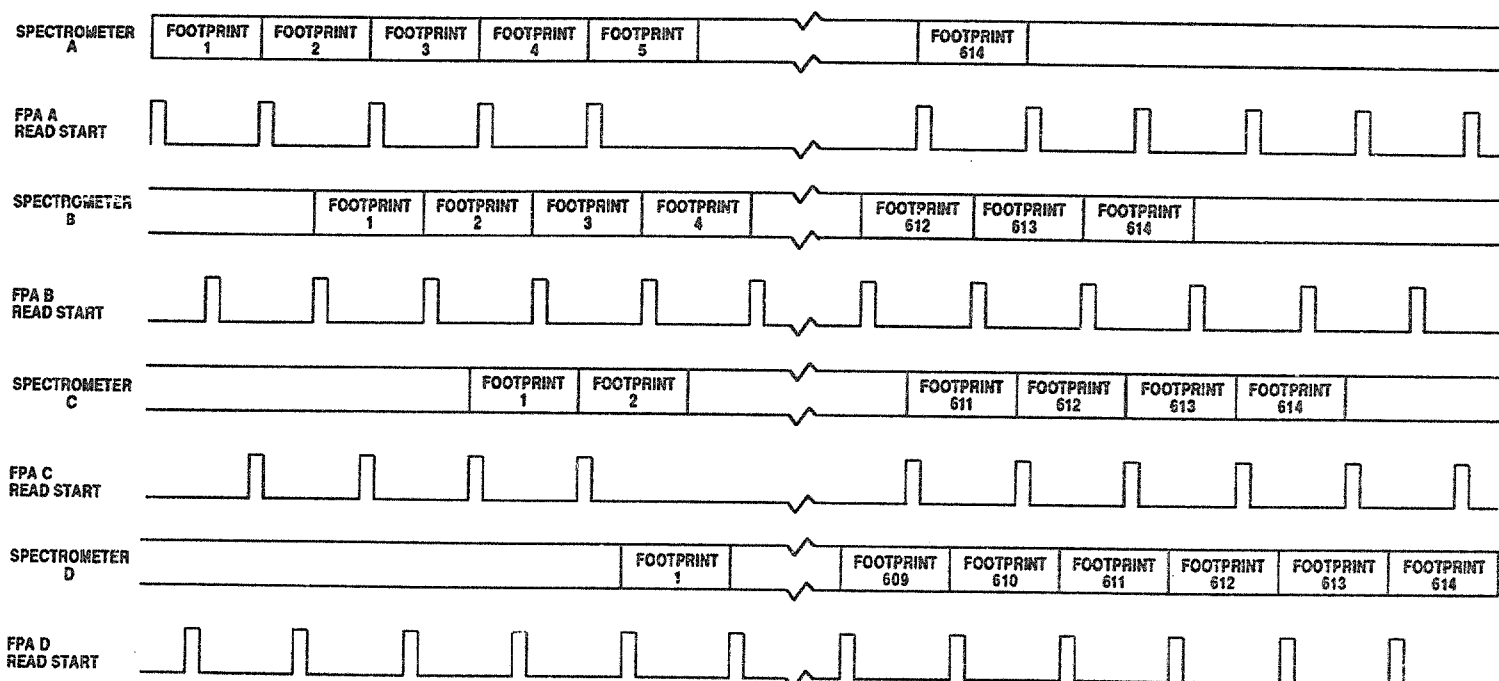 SPECTROMETER
A
FOOTPRINT
1
FOOTPRINT
2
FOOTPRINT
3
FOOTPRINT
4
FOOTPRINT
5
FOOTPRINT
614
FPA A
READ START
SPECTROMETER
B
FOOTPRINT
1
FOOTPRINT
2
FOOTPRINT
3
FOOTPRINT
4
FOOTPRINT
612
FOOTPRINT
613
FOOTPRINT
614
FPA B
READ START
SPECTROMETER
C
FOOTPRINT
1
FOOTPRINT
2
FOOTPRINT
611
FOOTPRINT
612
FOOTPRINT
613
FOOTPRINT
614
FPA C
READ START
SPECTROMETER
D
FOOTPRINT
1
FOOTPRINT
609
FOOTPRINT
610
FOOTPRINT
611
FOOTPRINT
612
FOOTPRINT
613
FOOTPRINT
614
FPA D
READ START